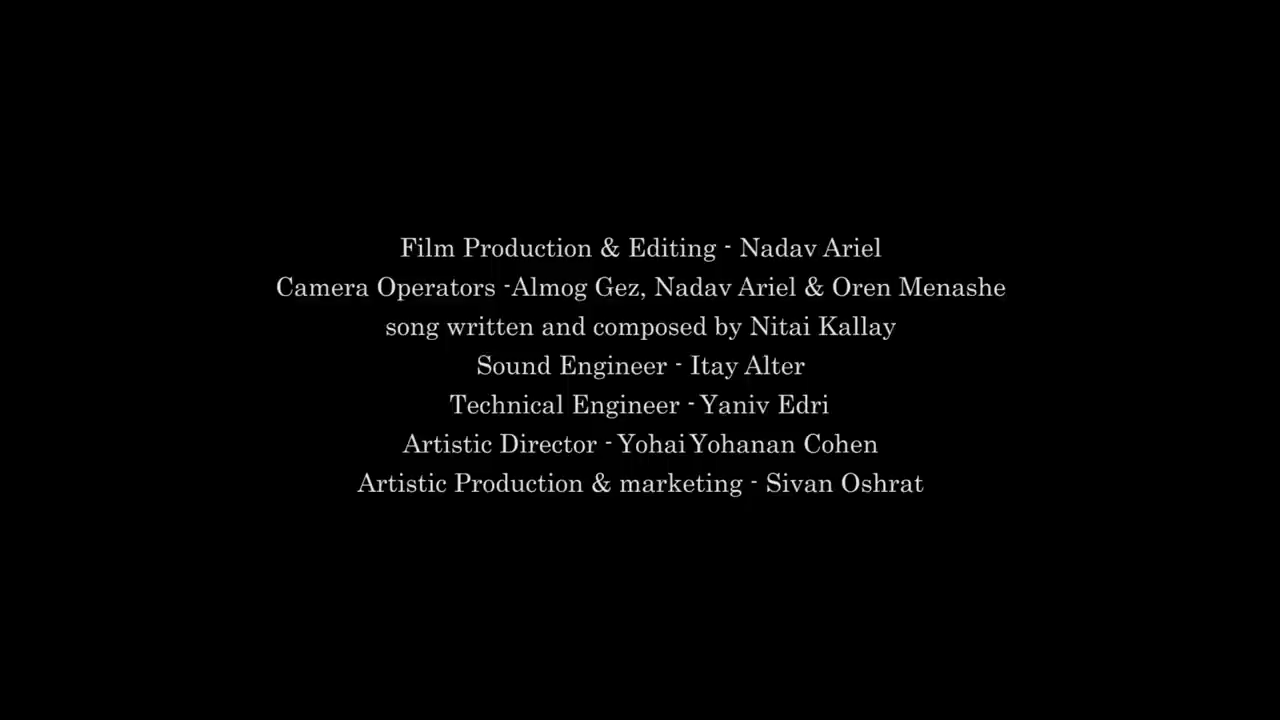 Film Production & Editing - Nadav Ariel
Camera Operators -Almog Gez, Nadav Ariel & Oren Menashe
song written and composed by Nitai Kallay
Sound Engineer - Itay Alter
Technical Engineer - Yaniv Edri
Artistic Director - Yohai Yohanan Cohen
Artistic Production & marketing - Sivan Oshrat